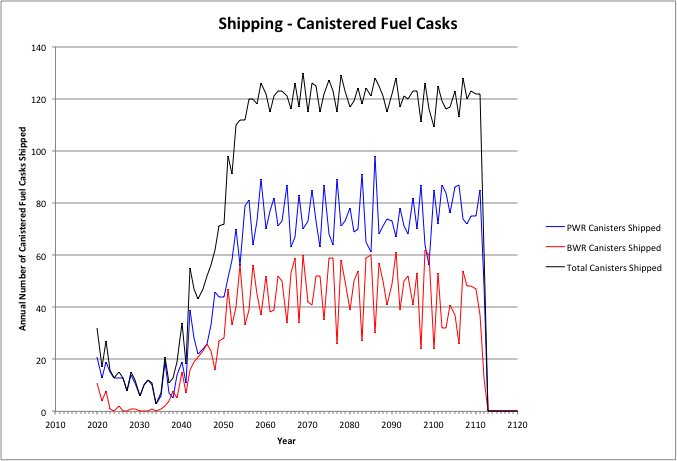 Shipping - Canistered Fuel Casks
140
120
100
80
60
40
20
0
Annual Number of Canistered Fuel Casks Shipped
2010 2020 2030 2040 2050 2060 2070 2080 2090 2100 2110 2120
Year
PWR Canisters Shipped
BWR Canisters Shipped
Total Canisters Shipped